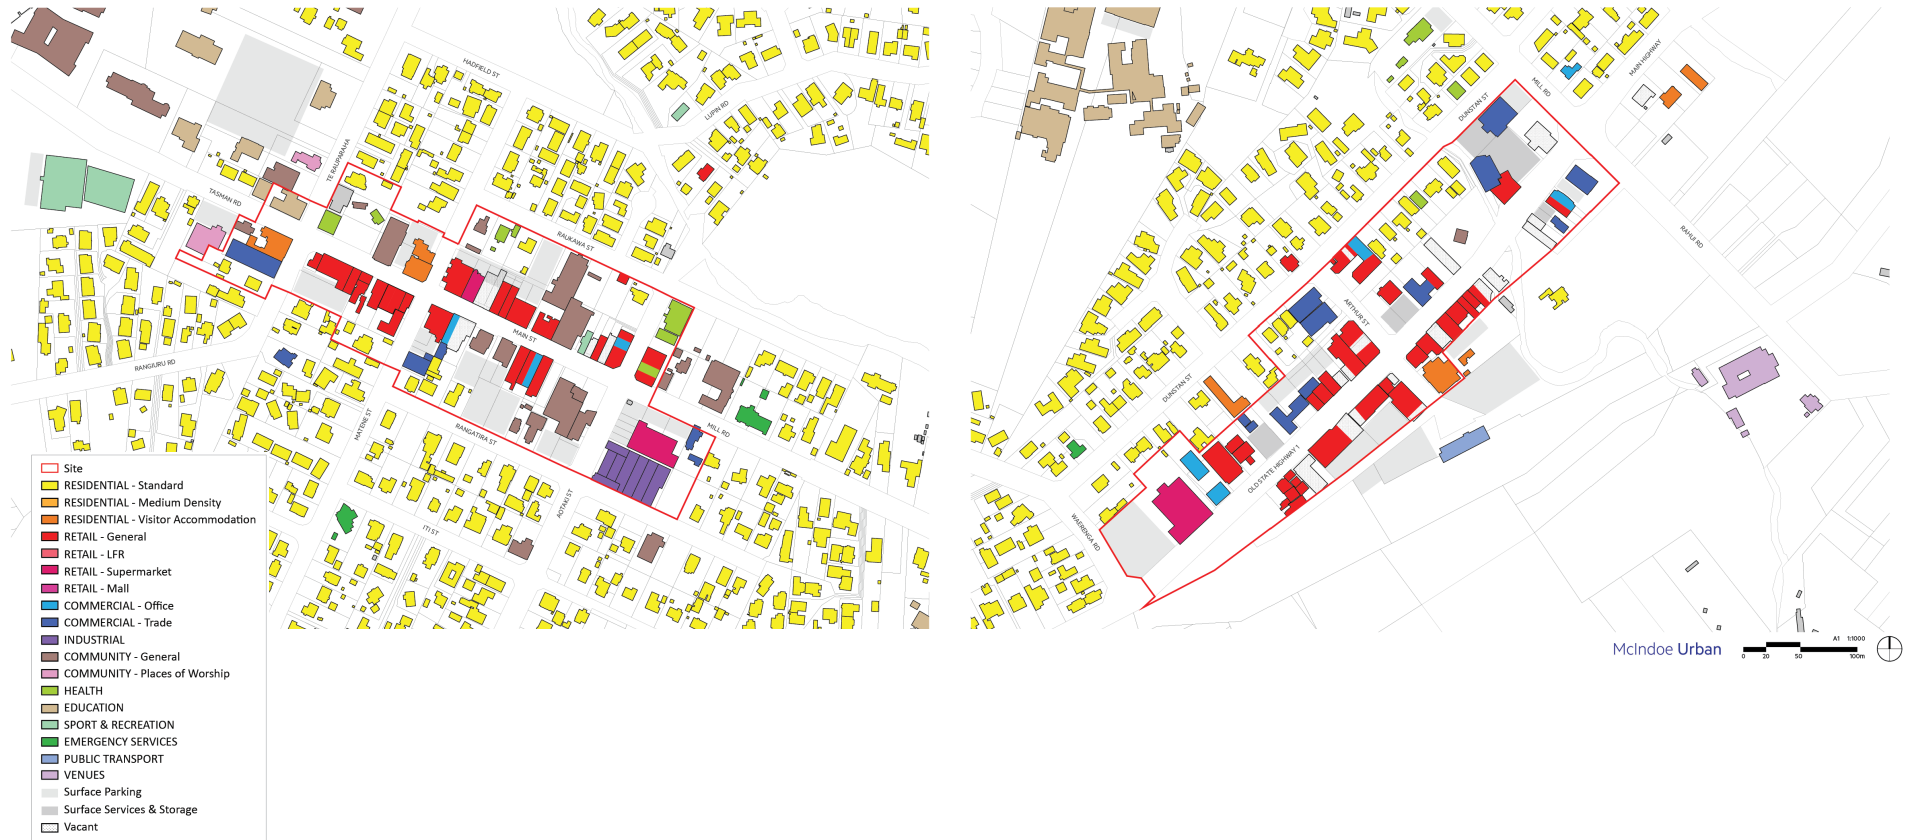 HADFIELD ST
LUPIN RD
TE RAUPARAHA
TASMAN RD
RAUKAWA ST
MAIN ST
RANGIURU RD
MATENE ST
RANGATIRA ST
MILL RD
AOTAKI ST
ITI ST
DUNSTAN ST
MILL RD
MAIN HIGHWAY
RAHUI RD
ARTHUR ST
DUNSTAN ST
OLD STATE HIGHWAY 1
WAERENGA RD
Site
RESIDENTIAL - Standard
RESIDENTIAL - Medium Density
RESIDENTIAL - Visitor Accommodation
RETAIL - General
RETAIL - LFR
RETAIL - Supermarket
RETAIL - Mall
COMMERCIAL - Office
COMMERCIAL - Trade
INDUSTRIAL
COMMUNITY - General
COMMUNITY - Places of Worship
HEALTH
EDUCATION
SPORT & RECREATION
EMERGENCY SERVICES
PUBLIC TRANSPORT
VENUES
Surface Parking
Surface Services & Storage
Vacant
McIndoe Urban
A1 1:1000
0 20 50 100m